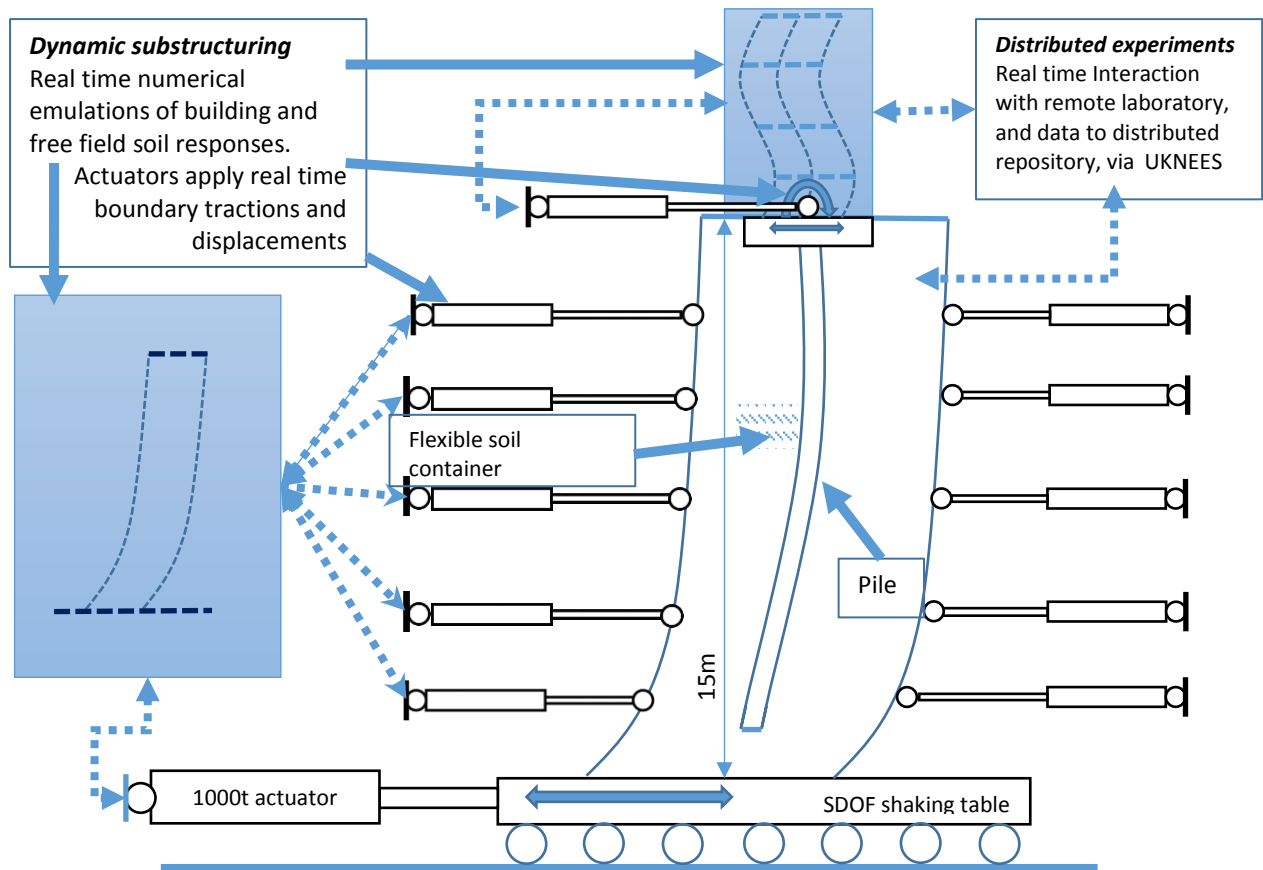 Dynamic substructuring
Real time numerical
emulations of building and
free field soil responses.
Actuators apply real time
boundary tractions and
displacements
Distributed experiments
Real time Interaction
with remote laboratory,
and data to distributed
repository, via UKNEES
Flexible soil
container
Pile
15m
1000t actuator
SDOF shaking table